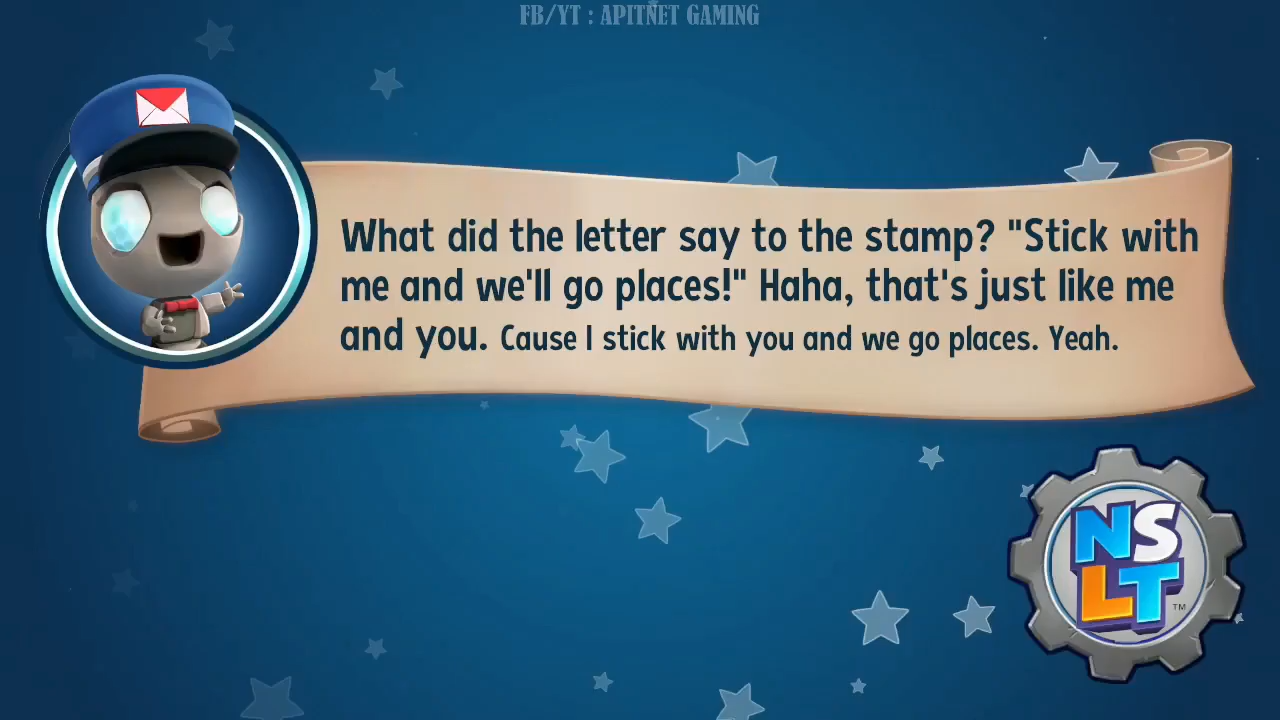 FB/YT : APITNET GAMING
What did the letter say to the stamp? "Stick with
me and we'll go places!" Haha, that's just like me
and you. Cause I stick with you and we go places. Yeah.
NS
LT
TM